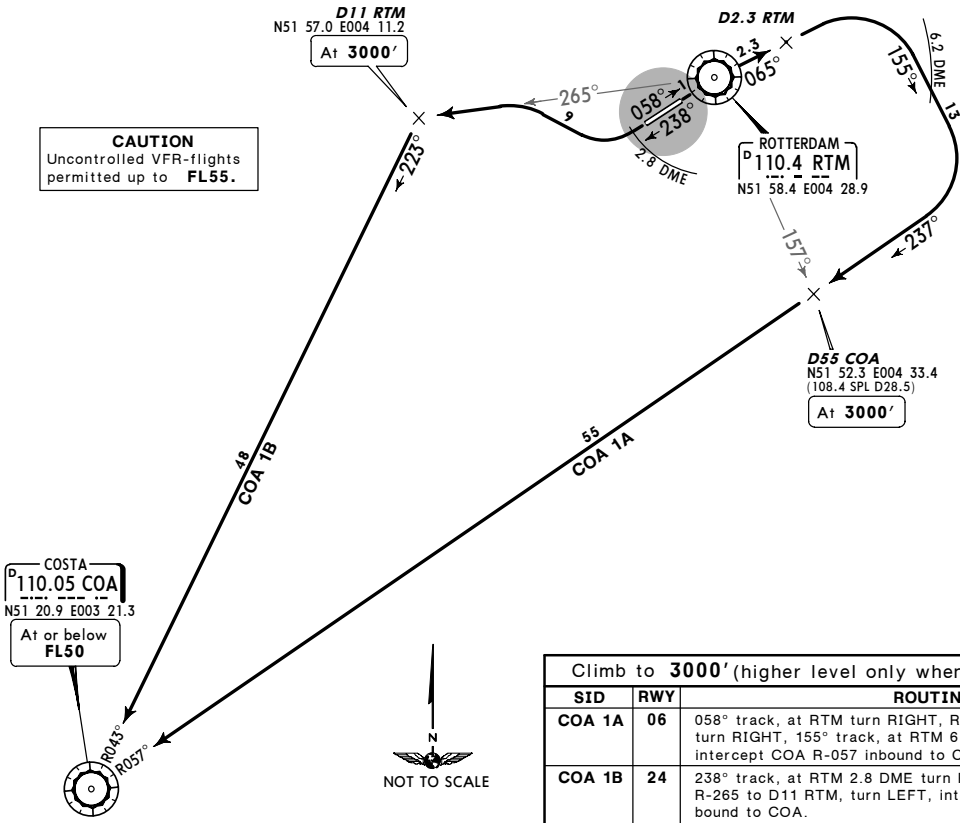 D11 RTM
N51 57.0 E004 11.2
At 3000'
D2.3 RTM
2.3
065°
6.2 DME
155°
13
265°
9
058°
1
238°
2.8 DME
CAUTION
Uncontrolled VFR-flights
permitted up to FL55.
223°
ROTTERDAM
D 110.4 RTM
N51 58.4 E004 28.9
157°
237°
D55 COA
N51 52.3 E004 33.4
(108.4 SPL D28.5)
At 3000'
48
COA 1B
55
COA 1A
COSTA
D 110.05 COA
N51 20.9 E003 21.3
At or below
FL50
R043°
R057°
N
NOT TO SCALE
Climb to 3000' (higher level only
SID RWY
COA 1A 06 058° track, at RTM turn RIGHT,
turn RIGHT, 155° track, at RTM
intercept COA R-057 inbound to
COA 1B 24 238° track, at RTM 2.8 DME turn
R-265 to D11 RTM, turn LEFT,
bound to COA.